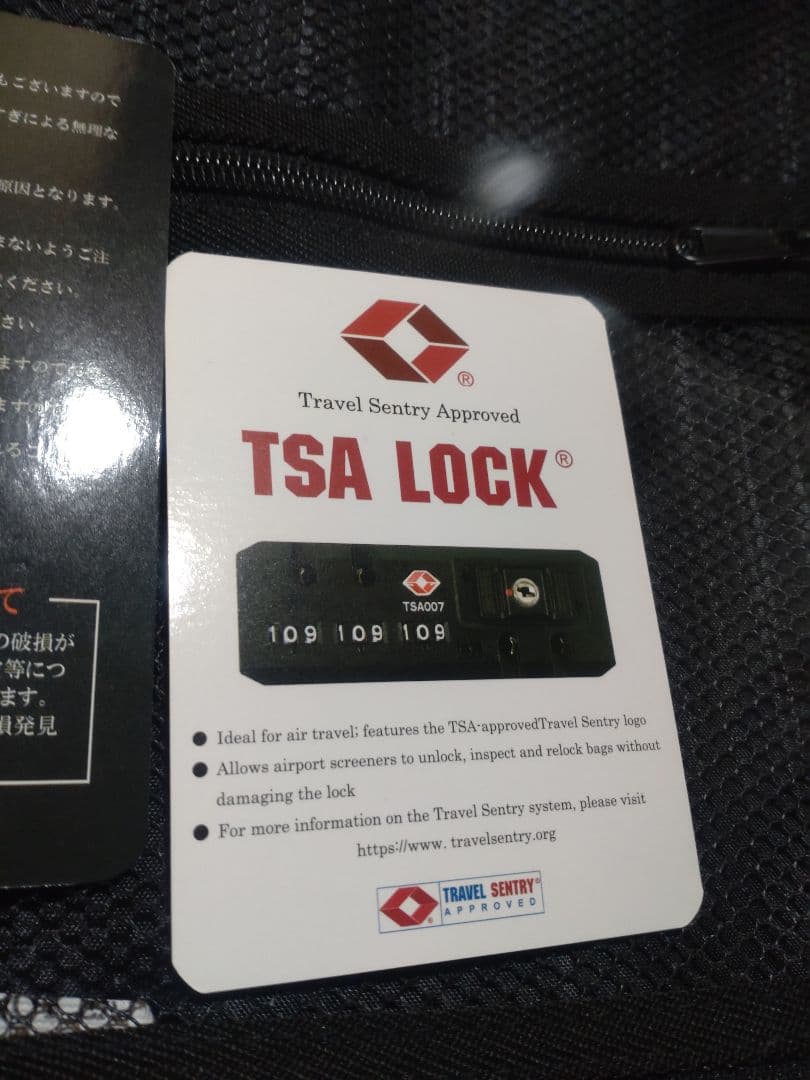 もございますので
ぎによる無理な
原因となります。
まないようご注
ください。
さい。
ますので
て
の破損が
等につ
ます。
損発見
®
Travel Sentry Approved
TSA LOCK®
TSA007
109 109 109
● Ideal for air travel; features the TSA-approvedTravel Sentry logo
● Allows airport screeners to unlock, inspect and relock bags without
damaging the lock
● For more information on the Travel Sentry system, please visit
https://www. travelsentry.org
TRAVEL SENTRY®
APPROVED